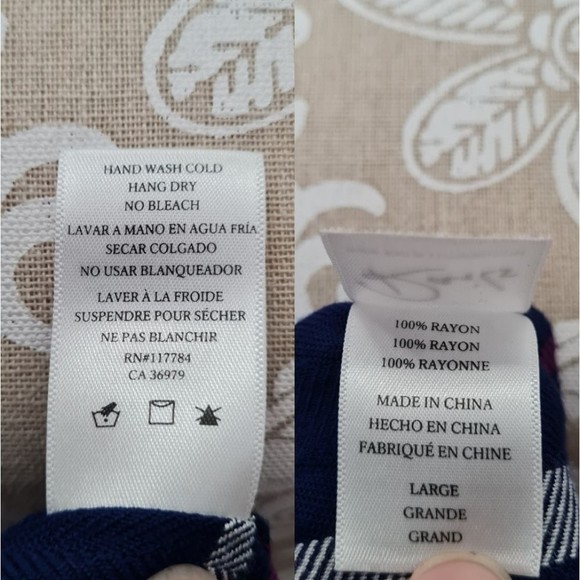 HAND WASH COLD
HANG DRY
NO BLEACH
LAVAR A MANO EN AGUA FRÍA
SECAR COLGADO
NO USAR BLANQUEADOR
LAVER À LA FROIDE
SUSPENDRE POUR SÉCHER
NE PAS BLANCHIR
RN#117784
CA 36979
100% RAYON
100% RAYON
100% RAYONNE
MADE IN CHINA
HECHO EN CHINA
FABRIQUÉ EN CHINE
LARGE
GRANDE
GRAND